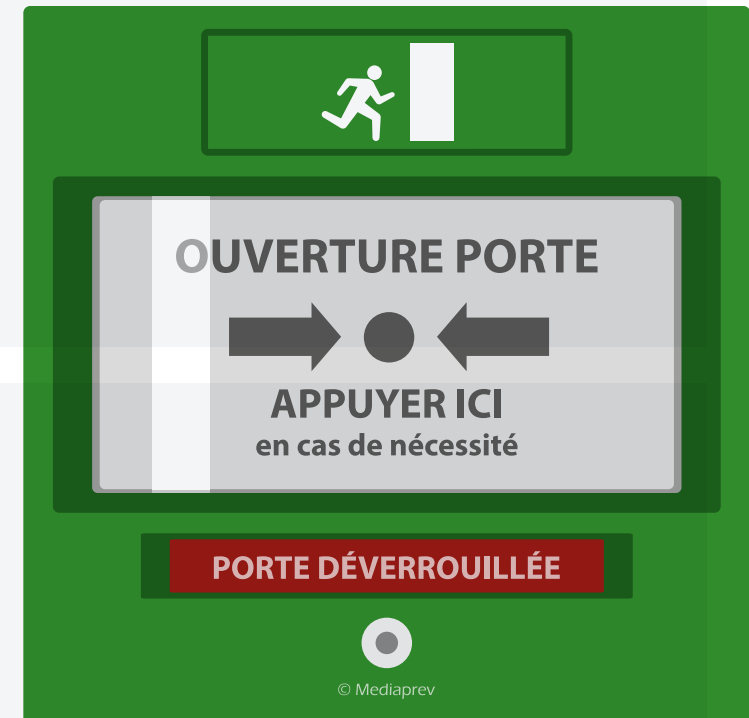 OUVERTURE PORTE
APPUYER ICI
en cas de nécessité
PORTE DÉVERROUILLÉE
© Mediaprev